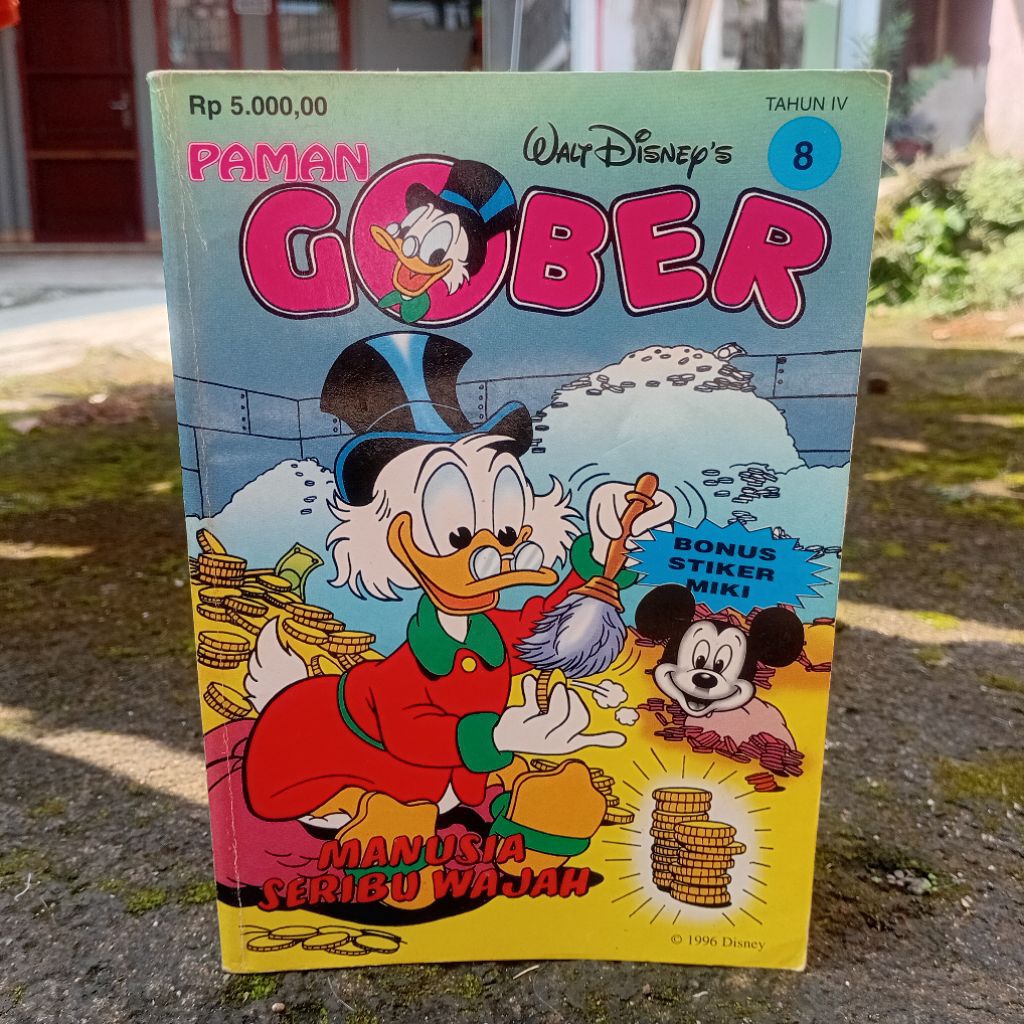 Rp 5.000,00
TAHUN IV
8
WALT DISNEY'S
PAMAN
GOBER
BONUS
STIKER
MIKI
MANUSIA
SERIBU WAJAH
© 1996 Disney